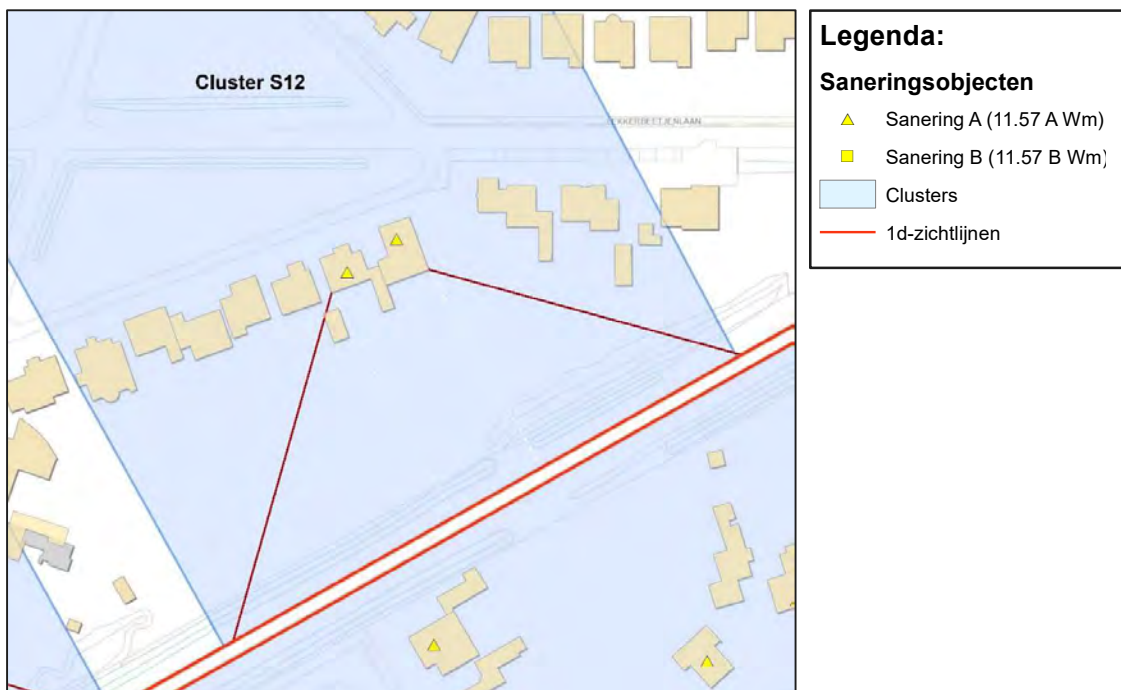 Cluster S12
Legenda:
Saneringsobjecten
Sanering A (11.57 A Wm)
Sanering B (11.57 B Wm)
Clusters
1d-zichtlijnen